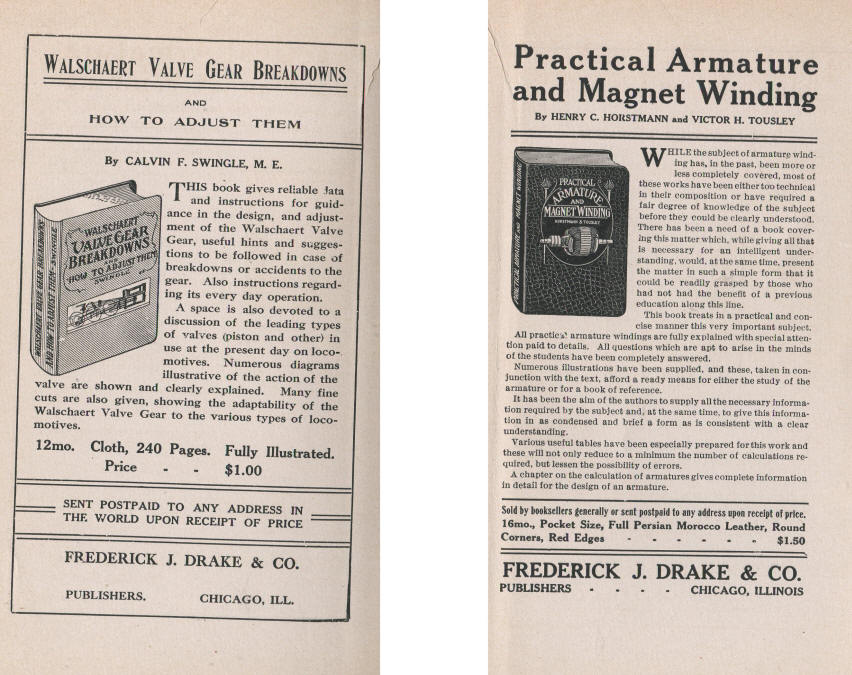 WALSCHAERT VALVE GEAR BREAKDOWNS
AND
HOW TO ADJUST THEM
By CALVIN F. SWINGLE, M. E.
WALSCHAERT VALVE GEAR BREAKDOWNS
AND HOW TO ADJUST THEM - SWINGLE
WALSCHAERT
VALVE GEAR
BREAKDOWNS
AND
HOW TO ADJUST THEM
SWINGLE
THIS book gives reliable data
and instructions for guid-
ance in the design, and adjust-
ment of the Walschaert Valve
Gear, useful hints and sugges-
tions to be followed in case of
breakdowns or accidents to the
gear. Also instructions regard-
ing its every day operation.
A space is also devoted to a
discussion of the leading types
of valves (piston and other) in
use at the present day on loco-
motives. Numerous diagrams
illustrative of the action of the
valve are shown and clearly explained. Many fine
cuts are also given, showing the adaptability of the
Walschaert Valve Gear to the various types of loco-
motives.
12mo. Cloth, 240 Pages. Fully Illustrated.
Price - - $1.00
SENT POSTPAID TO ANY ADDRESS IN
THE WORLD UPON RECEIPT OF PRICE
FREDERICK J. DRAKE & CO.
PUBLISHERS. CHICAGO, ILL.
Practical Armature
and Magnet Winding
By HENRY C. HORSTMANN and VICTOR H. TOUSLEY
PRACTICAL ARMATURE AND MAGNET WINDING
PRACTICAL
ARMATURE
AND
MAGNET WINDING
HORSTMANN & TOUSLEY
WHILE the subject of armature wind-
ing has, in the past, been more or
less completely covered, most of
these works have been either too technical
in their composition or have required a
fair degree of knowledge of the subject
before they could be clearly understood.
There has been a need of a book cover-
ing this matter which, while giving all that
is necessary for an intelligent under-
standing, would, at the same time, present
the matter in such a simple form that it
could be readily grasped by those who
had not had the benefit of a previous
education along this line.
This book treats in a practical and con-
cise manner this very important subject.
All practical armature windings are fully explained with special atten-
tion paid to details. All questions which are apt to arise in the minds
of the students have been completely answered.
Numerous illustrations have been supplied, and these, taken in con-
junction with the text, afford a ready means for either the study of the
armature or for a book of reference.
It has been the aim of the authors to supply all the necessary informa-
tion required by the subject and, at the same time, to give this informa-
tion in as condensed and brief a form as is consistent with a clear
understanding.
Various useful tables have been especially prepared for this work and
these will not only reduce to a minimum the number of calculations re-
quired, but lessen the possibility of errors.
A chapter on the calculation of armatures gives complete information
in detail for the design of an armature.
Sold by booksellers generally or sent postpaid to any address upon receipt of price.
16mo., Pocket Size, Full Persian Morocco Leather, Round
Corners, Red Edges - - - - - - $1.50
FREDERICK J. DRAKE & CO.
PUBLISHERS - - - - CHICAGO, ILLINOIS